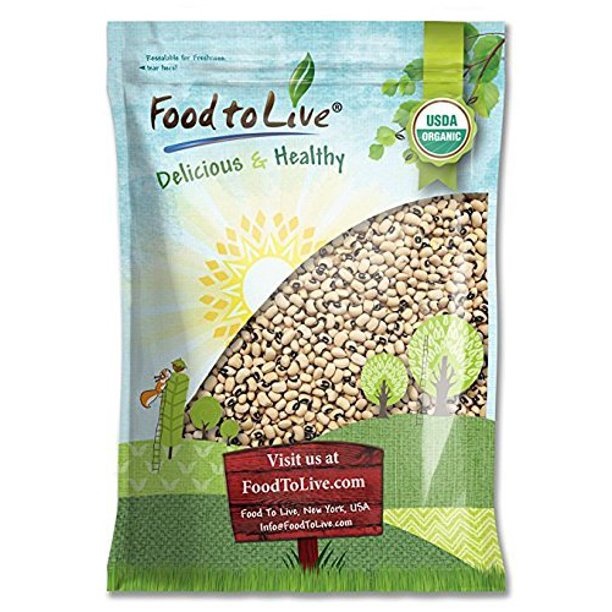 Resealable for freshness
tear here!
Food to Live®
Delicious & Healthy
USDA
ORGANIC
Visit us at
FoodToLive.com
Food To Live, New York, USA
Info@FoodToLive.com